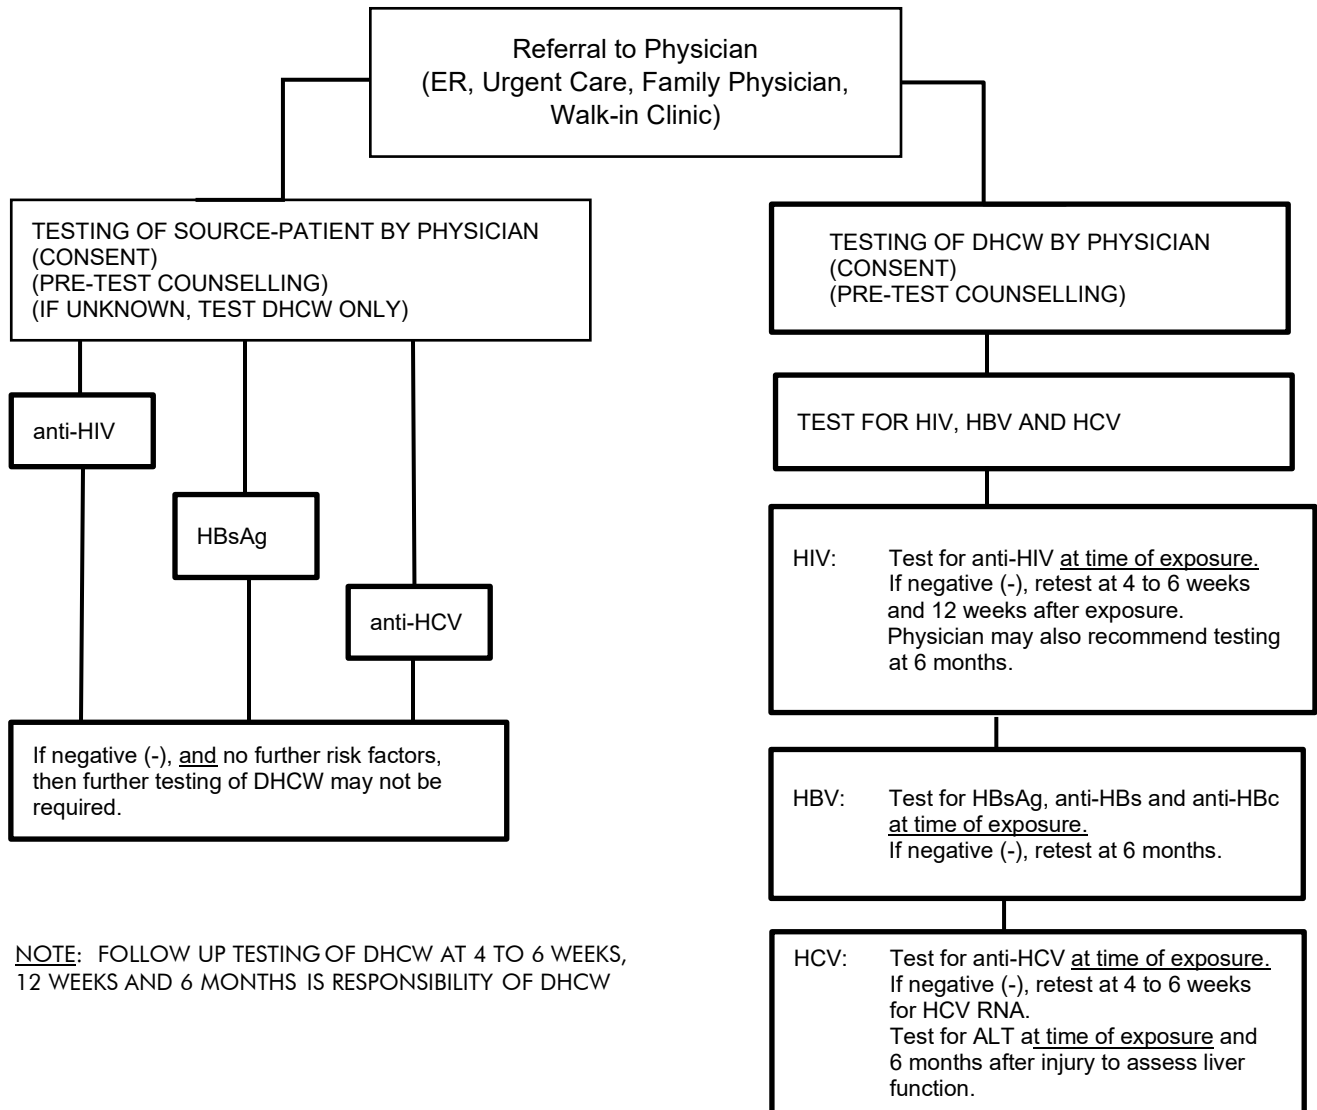 Referral to Physician
(ER, Urgent Care, Family Physician,
Walk-in Clinic)
TESTING OF SOURCE-PATIENT BY PHYSICIAN
(CONSENT)
(PRE-TEST COUNSELLING)
(IF UNKNOWN, TEST DHCW ONLY)
anti-HIV
HBsAg
anti-HCV
If negative (-), and no further risk factors,
then further testing of DHCW may not be
required.
NOTE: FOLLOW UP TESTING OF DHCW AT 4 TO 6 WEEKS,
12 WEEKS AND 6 MONTHS IS RESPONSIBILITY OF DHCW
TESTING OF DHCW BY PHYSICIAN
(CONSENT)
(PRE-TEST COUNSELLING)
TEST FOR HIV, HBV AND HCV
HIV: Test for anti-HIV at time of exposure.
If negative (-), retest at 4 to 6 weeks
and 12 weeks after exposure.
Physician may also recommend testing
at 6 months.
HBV: Test for HBsAg, anti-HBs and anti-HBc
at time of exposure.
If negative (-), retest at 6 months.
HCV: Test for anti-HCV at time of exposure.
If negative (-), retest at 4 to 6 weeks
for HCV RNA.
Test for ALT at time of exposure and
6 months after injury to assess liver
function.